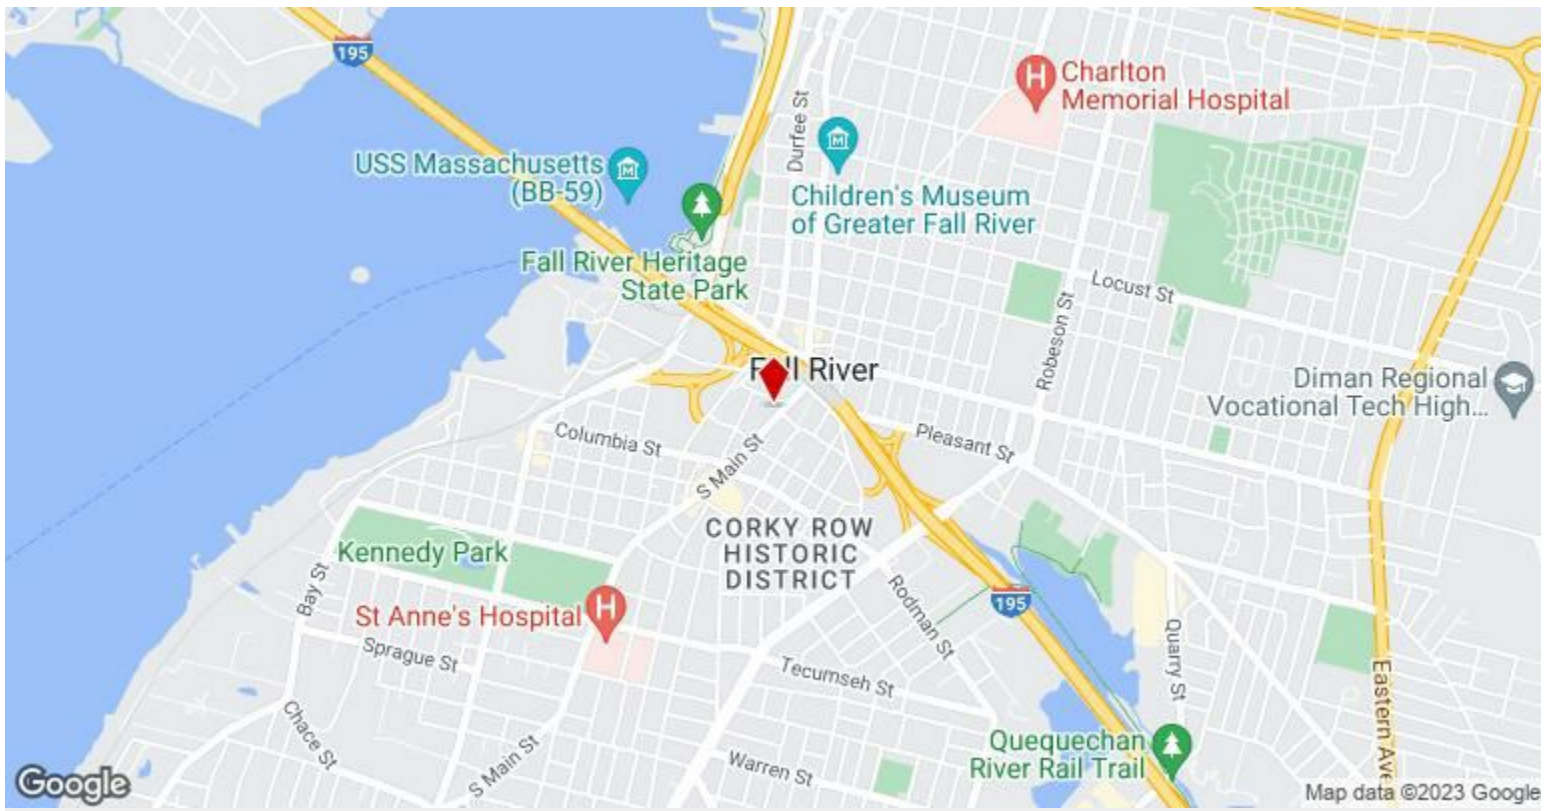 195
Charlton
Memorial Hospital
Durfee St
USS Massachusetts
(BB-59)
Children's Museum
of Greater Fall River
Fall River Heritage
State Park
Locust St
Robeson St
Fall River
Diman Regional
Vocational Tech High...
Columbia St
Pleasant St
S Main St
CORKY ROW
HISTORIC
DISTRICT
Kennedy Park
Bay St
St Anne's Hospital
195
Rodman St
Quarry St
Sprague St
Tecumseh St
Eastern Ave
Chace St
S Main St
Warren St
Quequechan
River Rail Trail
Google
Map data ©2023 Google